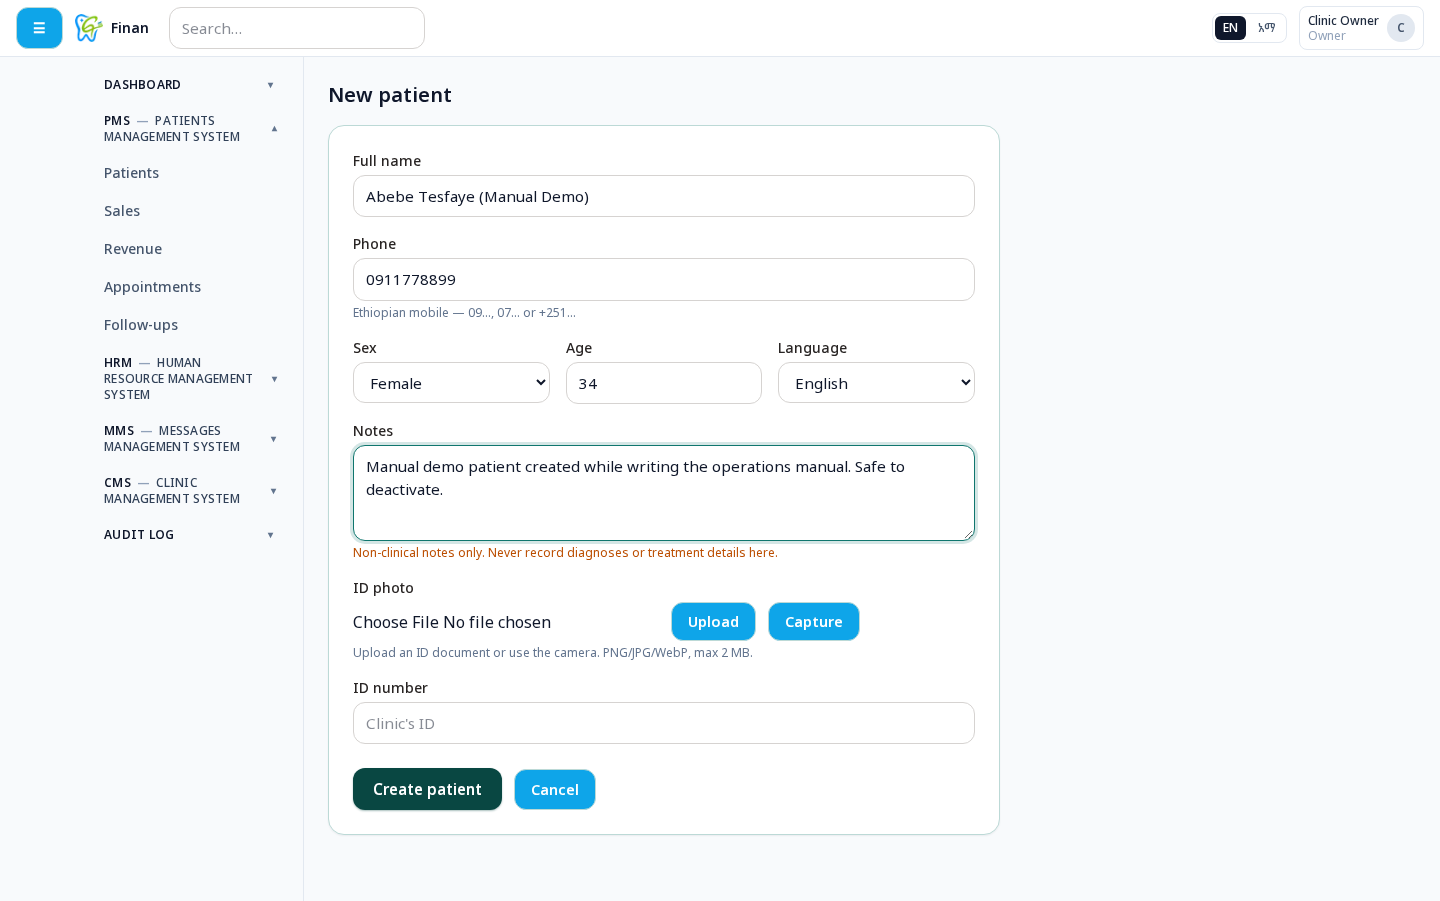 ☰ Finan Search... EN አማ Clinic Owner
Owner C
DASHBOARD ▼
PMS — PATIENTS
MANAGEMENT SYSTEM ▲
Patients
Sales
Revenue
Appointments
Follow-ups
HRM — HUMAN
RESOURCE MANAGEMENT
SYSTEM ▼
MMS — MESSAGES
MANAGEMENT SYSTEM ▼
CMS — CLINIC
MANAGEMENT SYSTEM ▼
AUDIT LOG ▼
New patient
Full name
Abebe Tesfaye (Manual Demo)
Phone
0911778899
Ethiopian mobile — 09..., 07... or +251...
Sex Age Language
Female 34 English
Notes
Manual demo patient created while writing the operations manual. Safe to
deactivate.
Non-clinical notes only. Never record diagnoses or treatment details here.
ID photo
Choose File No file chosen Upload Capture
Upload an ID document or use the camera. PNG/JPG/WebP, max 2 MB.
ID number
Clinic's ID
Create patient Cancel